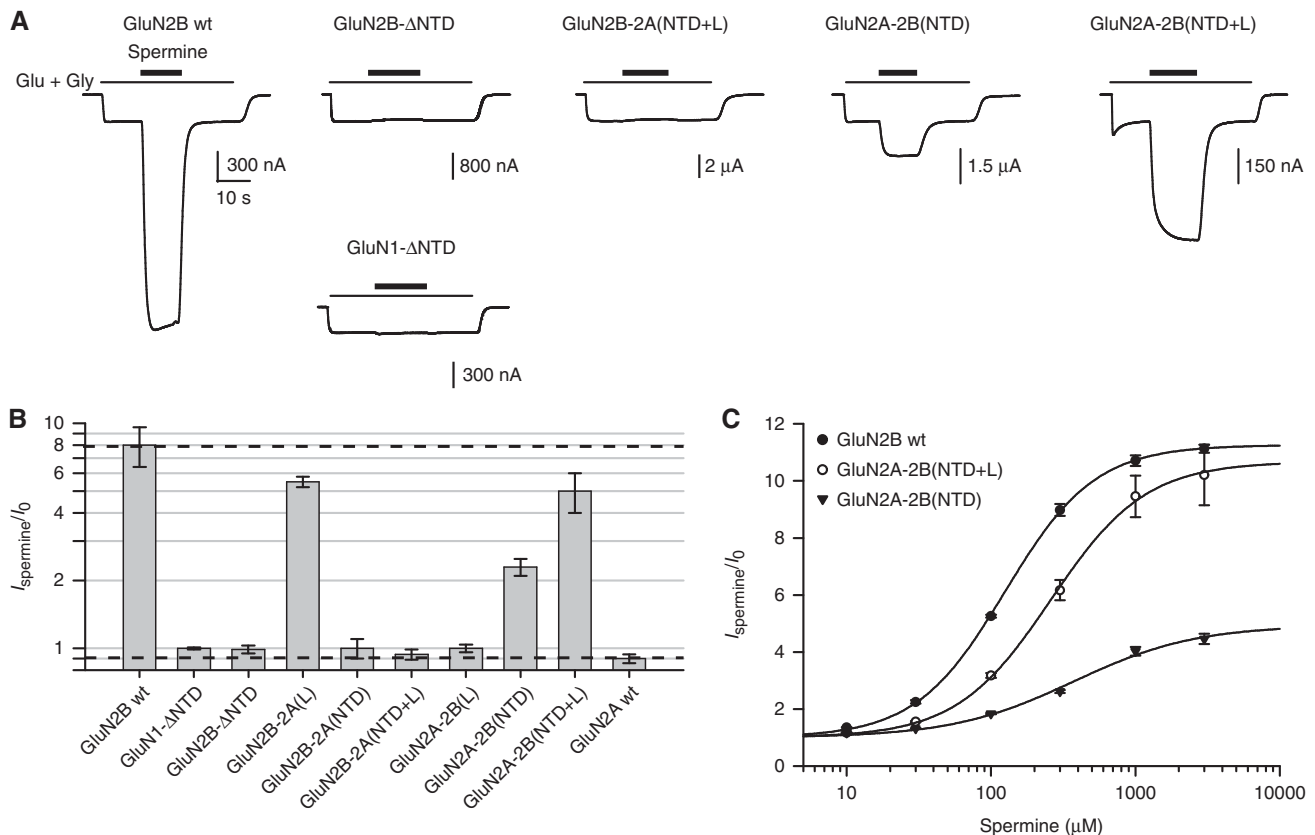 A
GluN2B wt
Spermine
GluN2B-ΔNTD
GluN2B-2A(NTD+L)
GluN2A-2B(NTD)
GluN2A-2B(NTD+L)
Glu + Gly
300 nA
10 s
800 nA
2 μA
1.5 μA
150 nA
GluN1-ΔNTD
300 nA
B
10
8
6
4
2
1
Ispermine/I0
GluN2B wt
GluN1-ΔNTD
GluN2B-ΔNTD
GluN2B-2A(L)
GluN2B-2A(NTD)
GluN2B-2A(NTD+L)
GluN2A-2B(L)
GluN2A-2B(NTD)
GluN2A-2B(NTD+L)
GluN2A wt
C
12
10
8
6
4
2
0
Ispermine/I0
GluN2B wt
GluN2A-2B(NTD+L)
GluN2A-2B(NTD)
10 100 1000 10000
Spermine (μM)